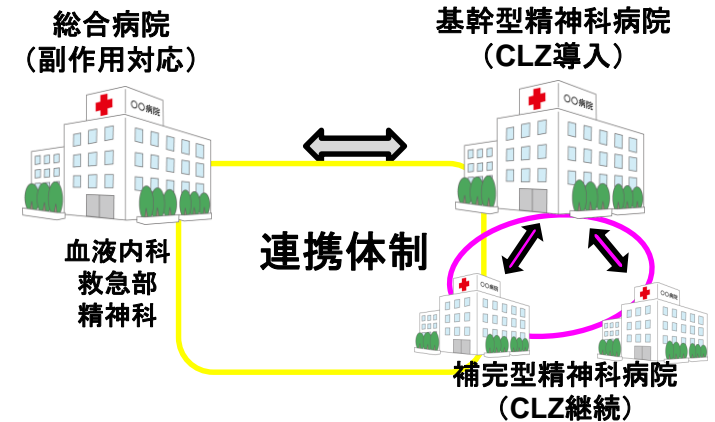 総合病院
（副作用対応）
基幹型精神科病院
（CLZ導入）
〇〇病院
〇〇病院
血液内科
救急部
精神科
連携体制
〇〇病院
〇〇病院
補完型精神科病院
（CLZ継続）